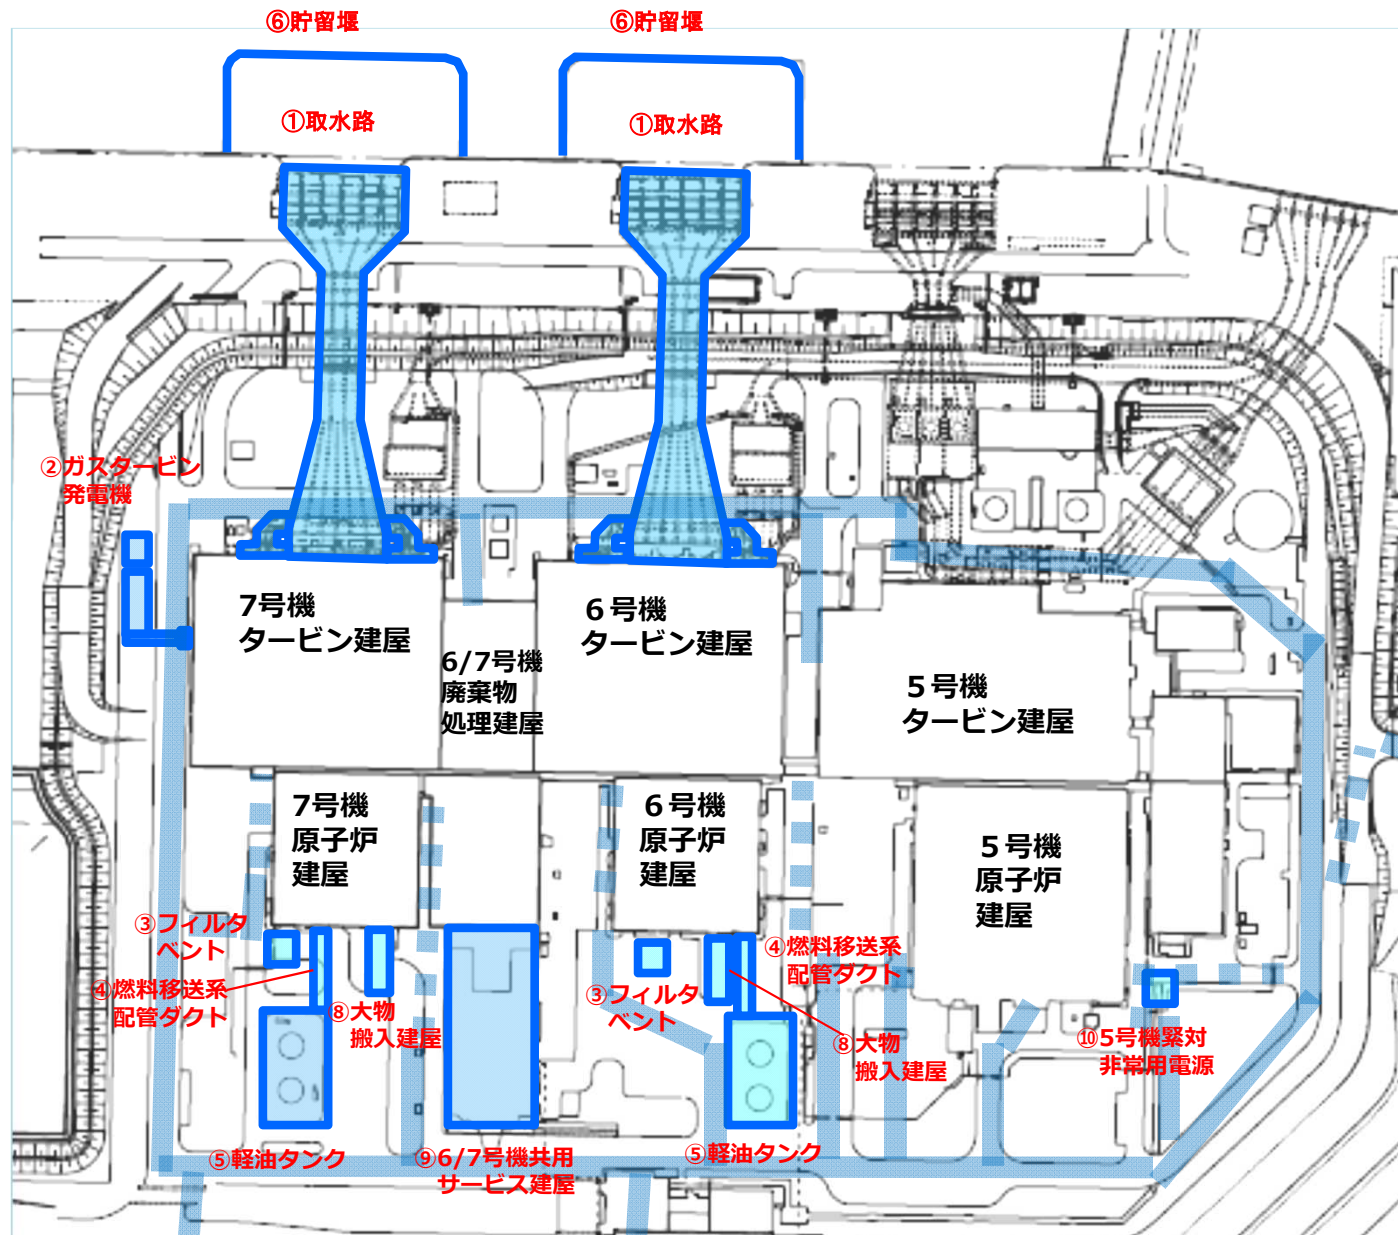 ⑥貯留堰
⑥貯留堰
①取水路
①取水路
②ガスタービン
発電機
7号機
タービン建屋
6/7号機
廃棄物
処理建屋
６号機
タービン建屋
５号機
タービン建屋
7号機
原子炉
建屋
６号機
原子炉
建屋
５号機
原子炉
建屋
③フィルタ
ベント
④燃料移送系
配管ダクト
⑧大物
搬入建屋
③フィルタ
ベント
④燃料移送系
配管ダクト
⑧大物
搬入建屋
⑩5号機緊対
非常用電源
⑤軽油タンク
⑨6/7号機共用
サービス建屋
⑤軽油タンク